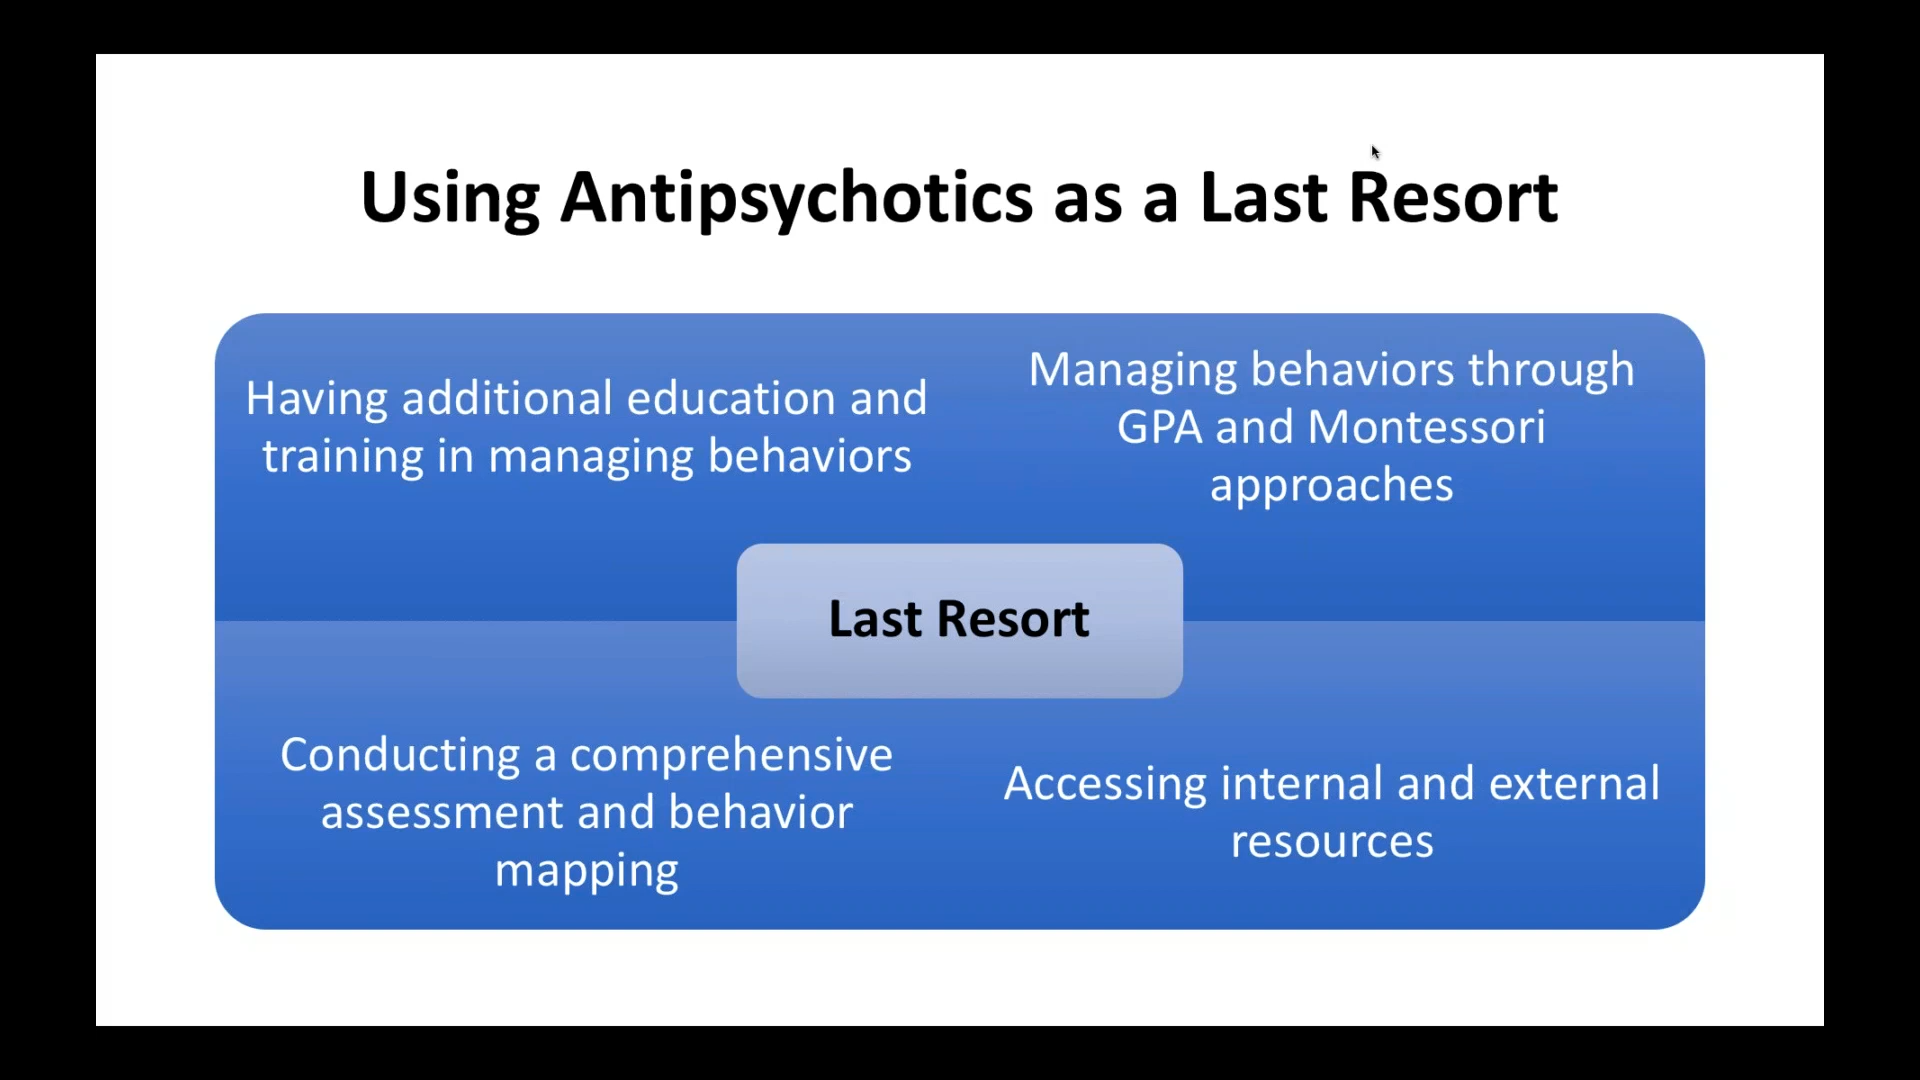 Using Antipsychotics as a Last Resort
Having additional education and
training in managing behaviors
Managing behaviors through
GPA and Montessori
approaches
Last Resort
Conducting a comprehensive
assessment and behavior
mapping
Accessing internal and external
resources